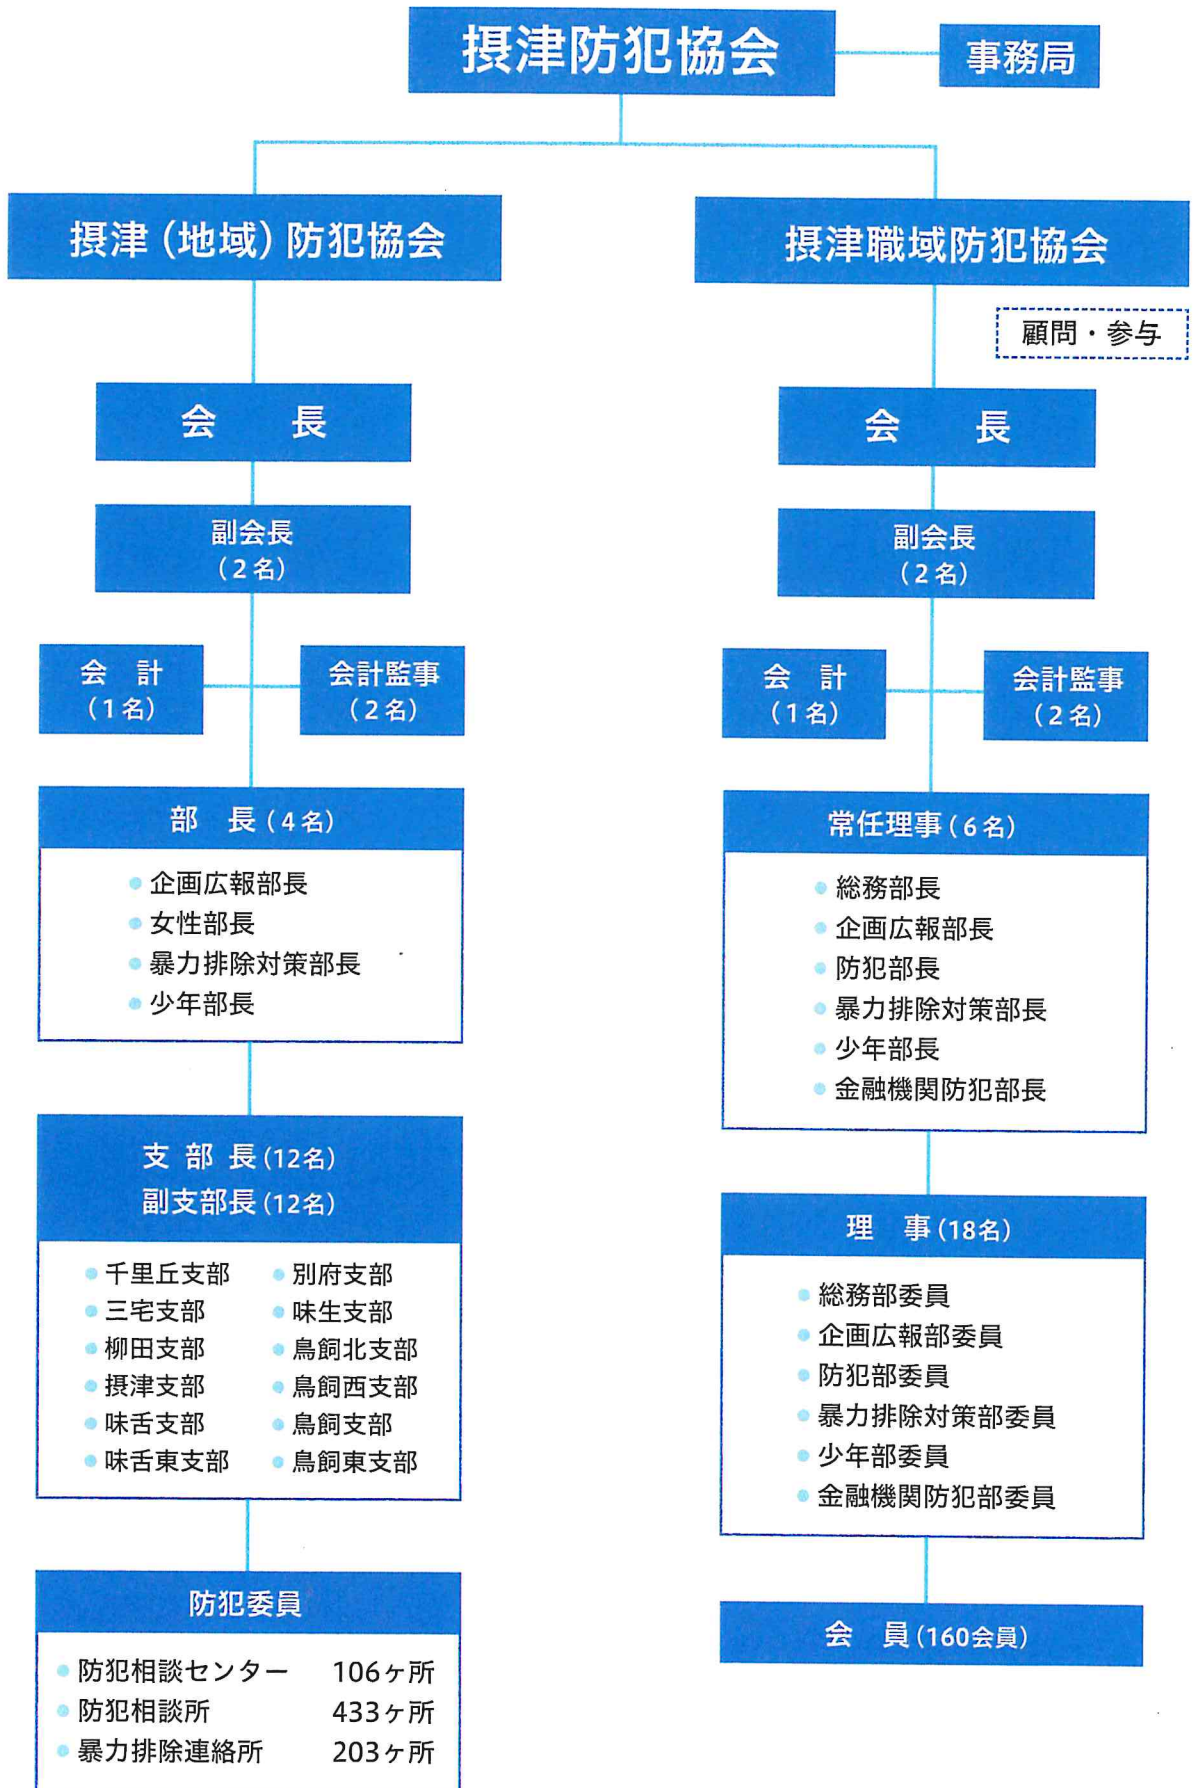 摂津防犯協会
事務局
摂津（地域）防犯協会
会　長
副会長
（2名）
会　計
（1名）
会計監事
（2名）
部　長（4名）
企画広報部長
女性部長
暴力排除対策部長
少年部長
支 部 長（12名）
副支部長（12名）
千里丘支部
三宅支部
柳田支部
摂津支部
味舌支部
味舌東支部
別府支部
味生支部
鳥飼北支部
鳥飼西支部
鳥飼支部
鳥飼東支部
防犯委員
防犯相談センター　106ヶ所
防犯相談所　433ヶ所
暴力排除連絡所　203ヶ所
摂津職域防犯協会
顧問・参与
会　長
副会長
（2名）
会　計
（1名）
会計監事
（2名）
常任理事（6名）
総務部長
企画広報部長
防犯部長
暴力排除対策部長
少年部長
金融機関防犯部長
理　事（18名）
総務部委員
企画広報部委員
防犯部委員
暴力排除対策部委員
少年部委員
金融機関防犯部委員
会　員（160会員）